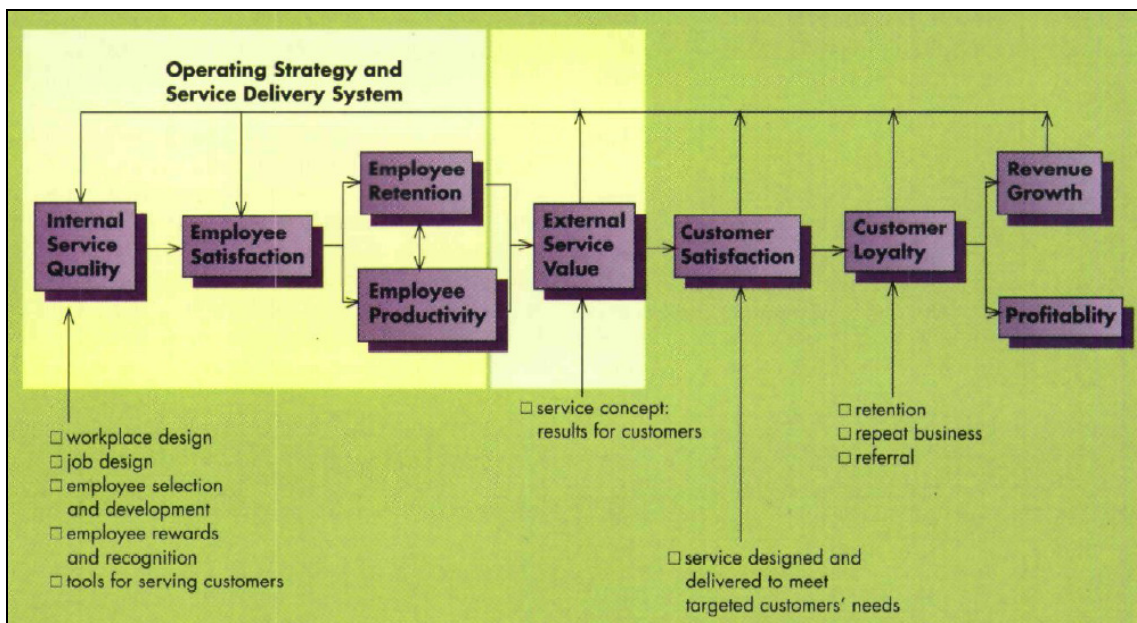 Operating Strategy and
Service Delivery System
Internal
Service
Quality
Employee
Satisfaction
Employee
Retention
Employee
Productivity
External
Service
Value
Customer
Satisfaction
Customer
Loyalty
Revenue
Growth
Profitablity
□ workplace design
□ job design
□ employee selection
and development
□ employee rewards
and recognition
□ tools for serving customers
□ service concept:
results for customers
□ service designed and
delivered to meet
targeted customers' needs
□ retention
□ repeat business
□ referral